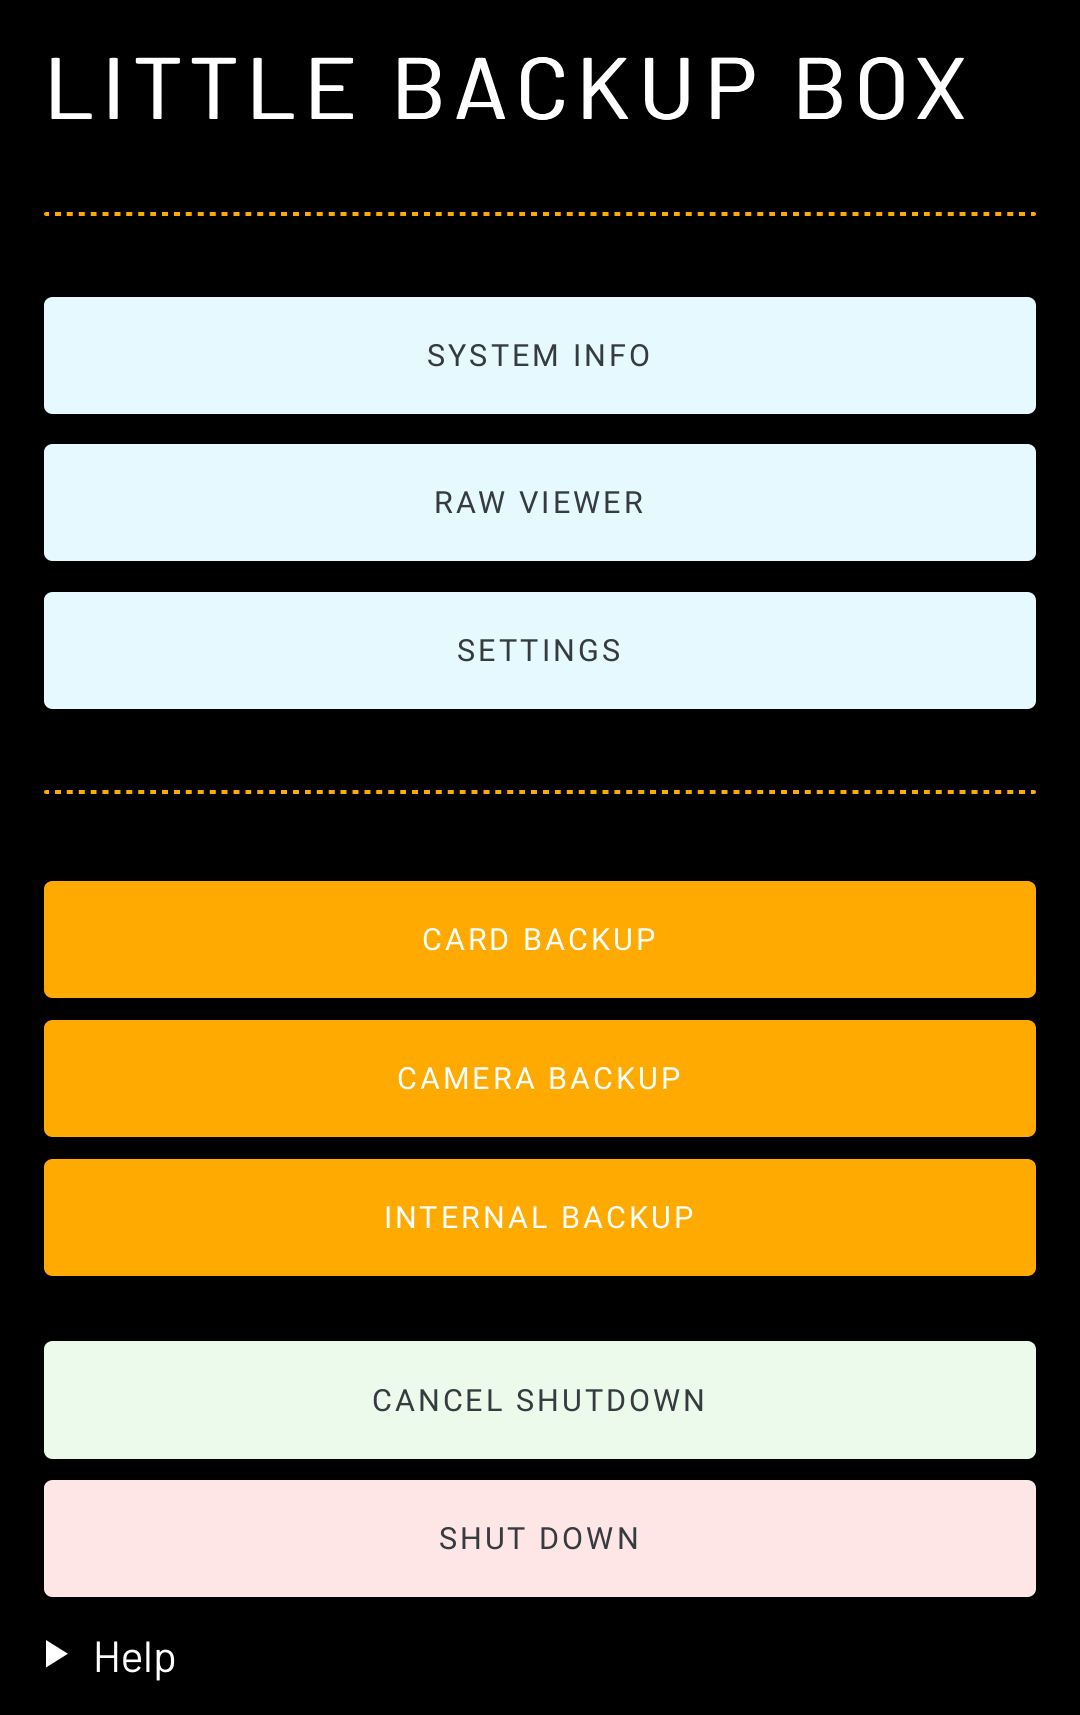 LITTLE BACKUP BOX
SYSTEM INFO
RAW VIEWER
SETTINGS
CARD BACKUP
CAMERA BACKUP
INTERNAL BACKUP
CANCEL SHUTDOWN
SHUT DOWN
Help